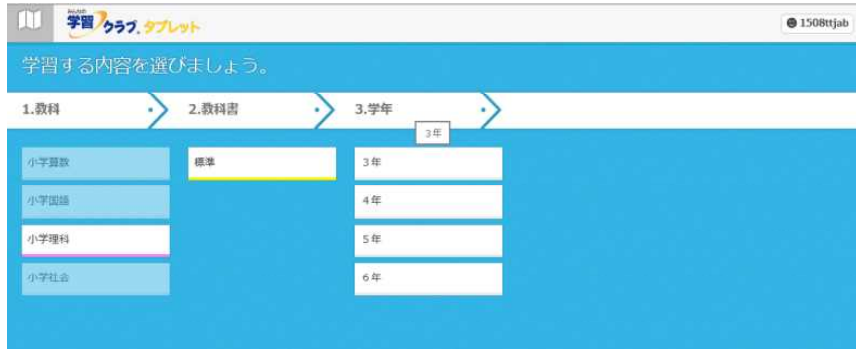 学習クラブ タブレット
1508ttjab
学習する内容を選びましょう。
1.教科
2.教科書
3.学年
3年
小学算数
標準
3年
小学国語
4年
小学理科
5年
小学社会
6年